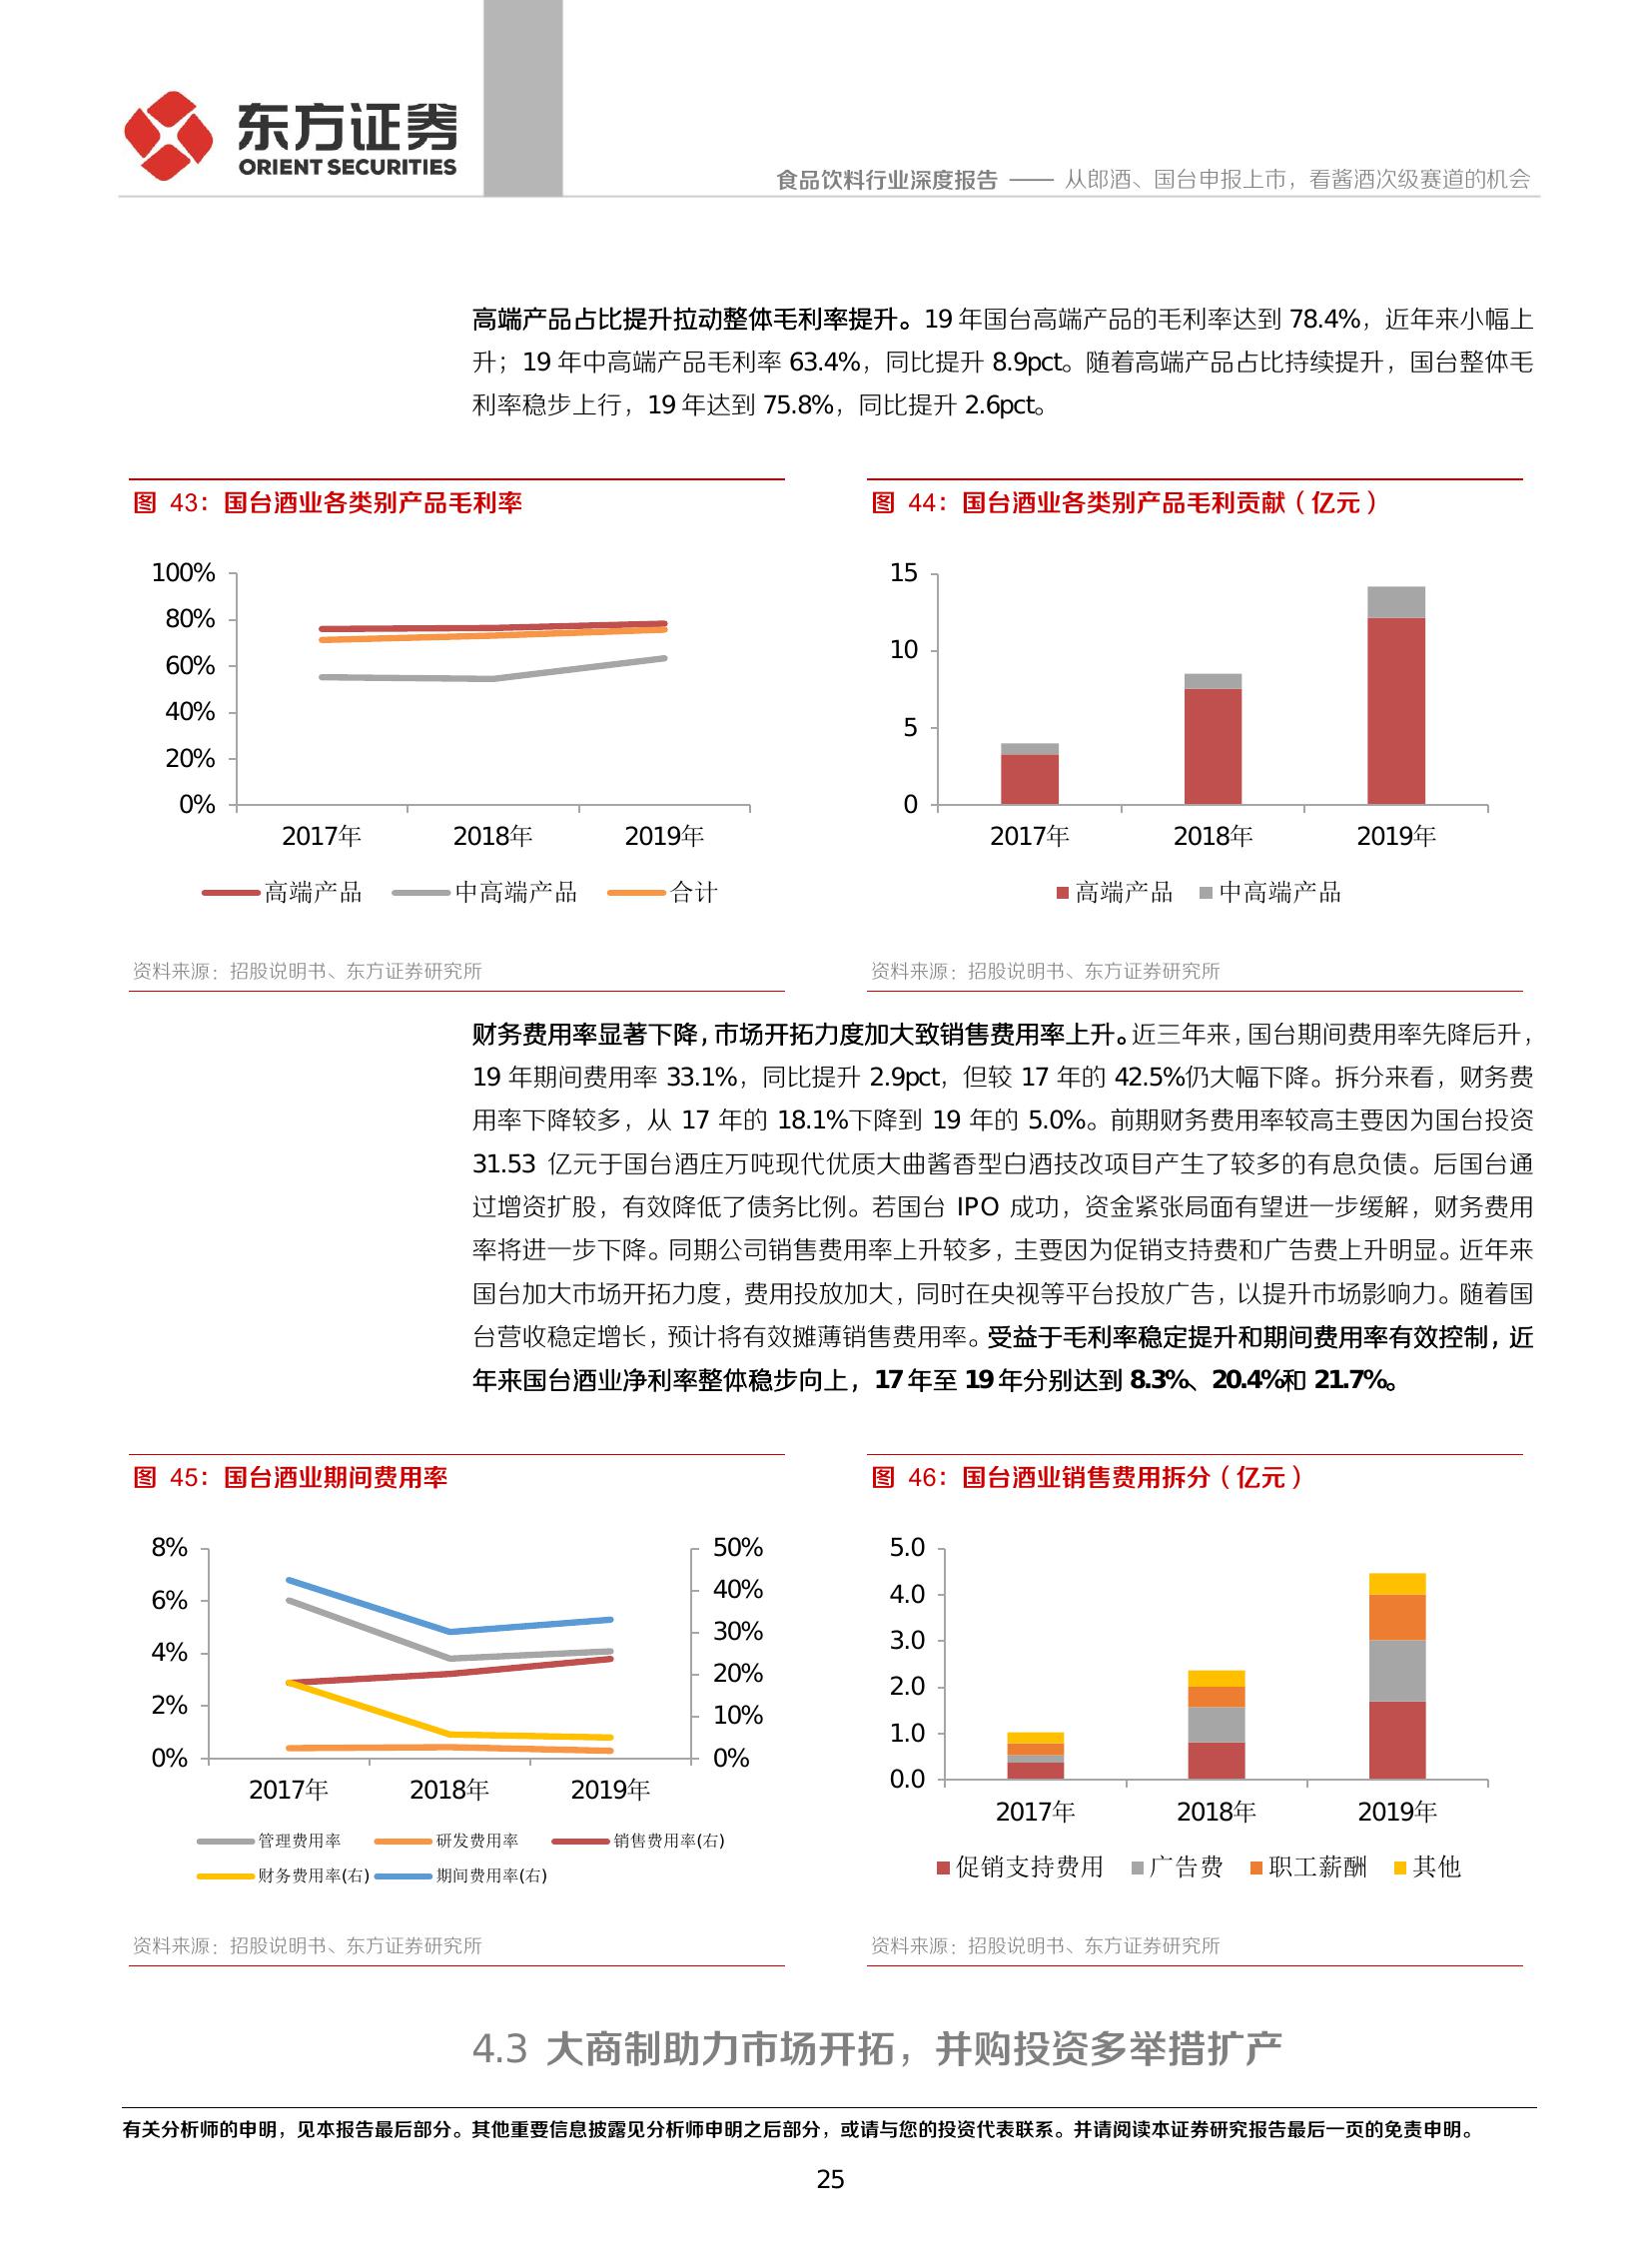 东方证券
ORIENT SECURITIES
食品饮料行业深度报告 —— 从郎酒、国台申报上市，看酱酒次级赛道的机会
高端产品占比提升拉动整体毛利率提升。19 年国台高端产品的毛利率达到 78.4%，近年来小幅上
升；19 年中高端产品毛利率 63.4%，同比提升 8.9pct。随着高端产品占比持续提升，国台整体毛
利率稳步上行，19 年达到 75.8%，同比提升 2.6pct。
图 43：国台酒业各类别产品毛利率
100%
80%
60%
40%
20%
0%
2017年 2018年 2019年
高端产品 中高端产品 合计
资料来源：招股说明书、东方证券研究所
图 44：国台酒业各类别产品毛利贡献（亿元）
15
10
5
0
2017年 2018年 2019年
高端产品 中高端产品
资料来源：招股说明书、东方证券研究所
财务费用率显著下降，市场开拓力度加大致销售费用率上升。近三年来，国台期间费用率先降后升，
19 年期间费用率 33.1%，同比提升 2.9pct，但较 17 年的 42.5%仍大幅下降。拆分来看，财务费
用率下降较多，从 17 年的 18.1%下降到 19 年的 5.0%。前期财务费用率较高主要因为国台投资
31.53 亿元于国台酒庄万吨现代优质大曲酱香型白酒技改项目产生了较多的有息负债。后国台通
过增资扩股，有效降低了债务比例。若国台 IPO 成功，资金紧张局面有望进一步缓解，财务费用
率将进一步下降。同期公司销售费用率上升较多，主要因为促销支持费和广告费上升明显。近年来
国台加大市场开拓力度，费用投放加大，同时在央视等平台投放广告，以提升市场影响力。随着国
台营收稳定增长，预计将有效摊薄销售费用率。受益于毛利率稳定提升和期间费用率有效控制，近
年来国台酒业净利率整体稳步向上，17 年至 19 年分别达到 8.3%、20.4%和 21.7%。
图 45：国台酒业期间费用率
8%
6%
4%
2%
0%
50%
40%
30%
20%
10%
0%
2017年 2018年 2019年
管理费用率 研发费用率 销售费用率(右)
财务费用率(右) 期间费用率(右)
资料来源：招股说明书、东方证券研究所
图 46：国台酒业销售费用拆分（亿元）
5.0
4.0
3.0
2.0
1.0
0.0
2017年 2018年 2019年
促销支持费用 广告费 职工薪酬 其他
资料来源：招股说明书、东方证券研究所
4.3 大商制助力市场开拓，并购投资多举措扩产
有关分析师的申明，见本报告最后部分。其他重要信息披露见分析师申明之后部分，或请与您的投资代表联系。并请阅读本证券研究报告最后一页的免责申明。
25